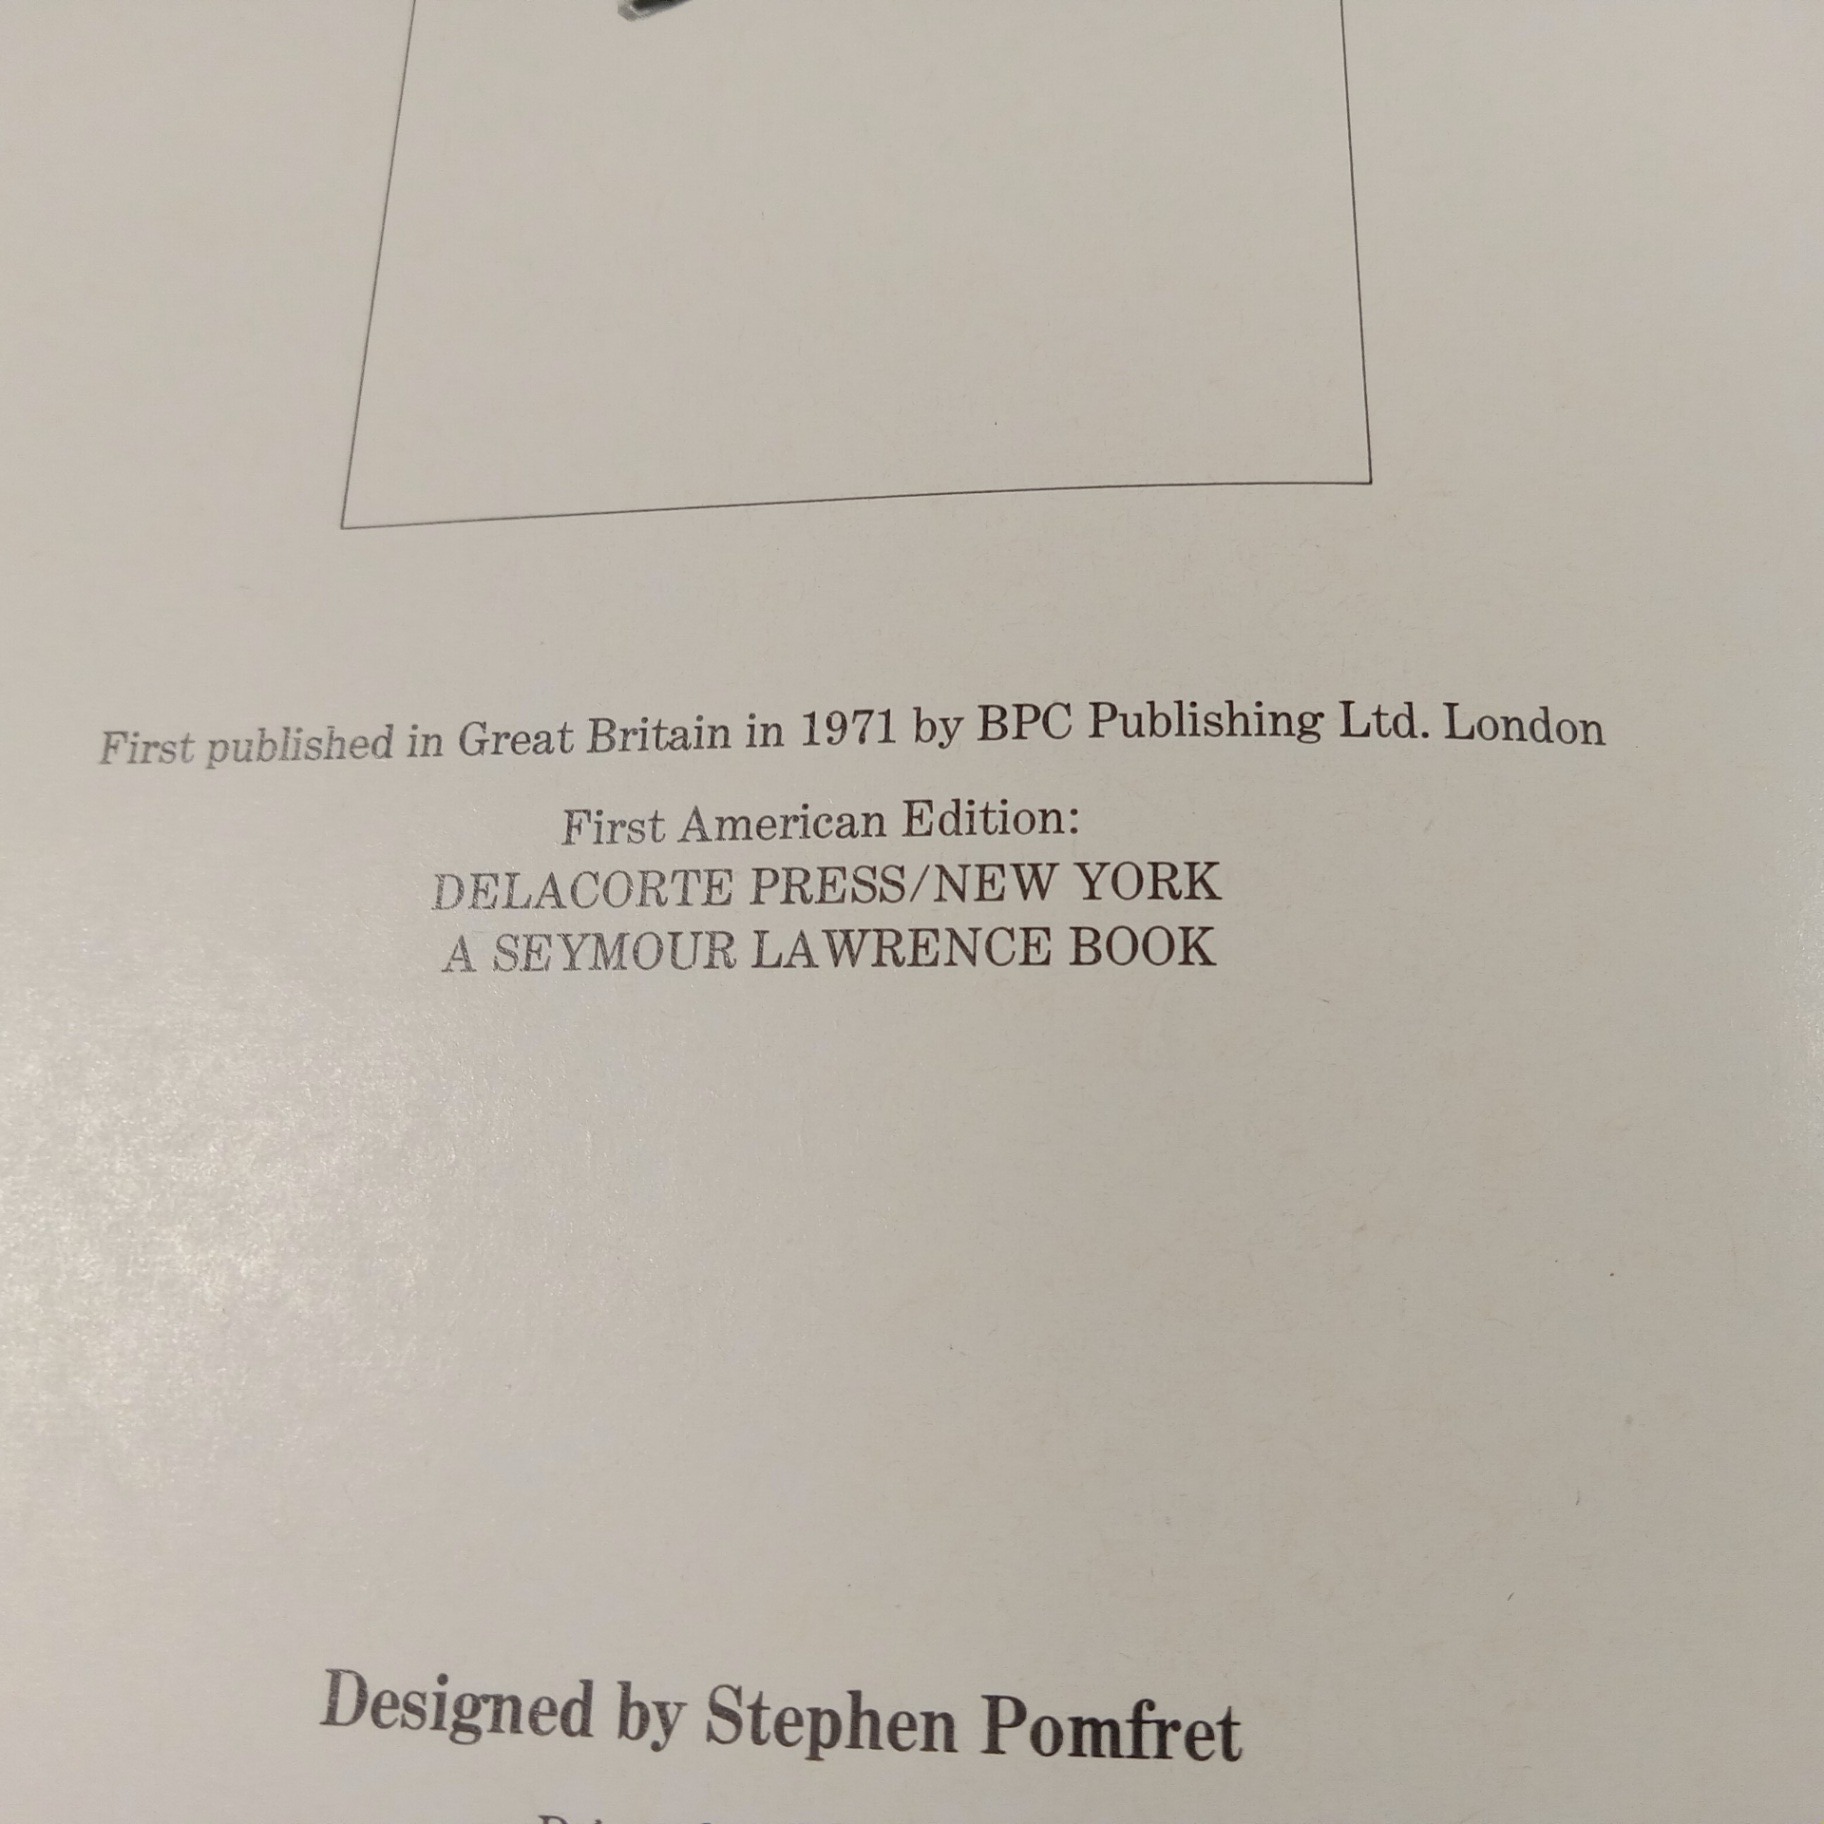 First published in Great Britain in 1971 by BPC Publishing Ltd. London
First American Edition:
DELACORTE PRESS/NEW YORK
A SEYMOUR LAWRENCE BOOK
Designed by Stephen Pomfret